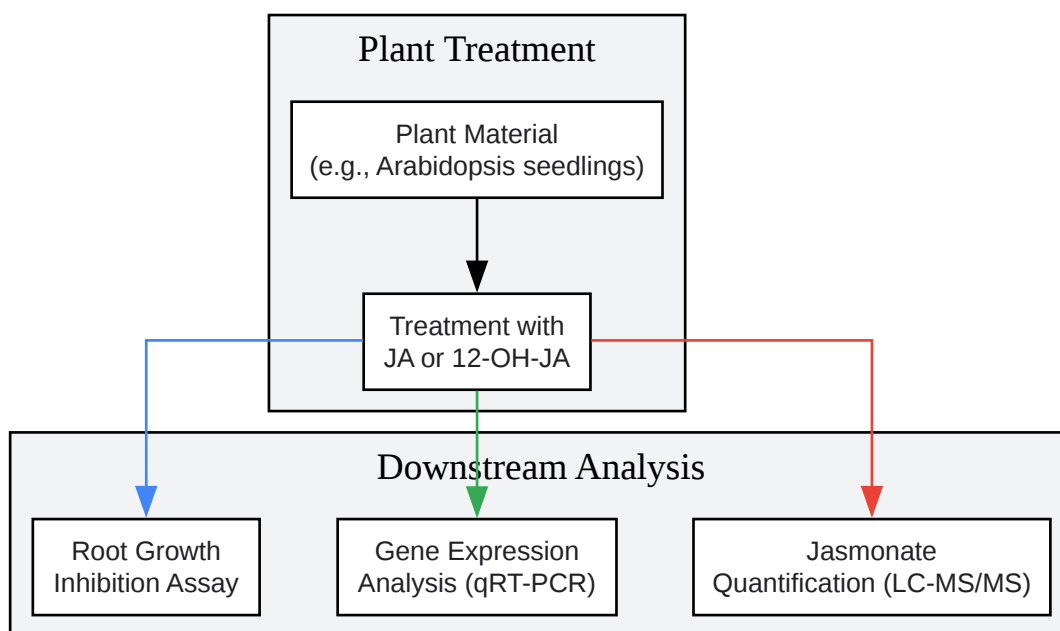 Plant Treatment
Plant Material
(e.g., Arabidopsis seedlings)
Treatment with
JA or 12-OH-JA
Downstream Analysis
Root Growth
Inhibition Assay
Gene Expression
Analysis (qRT-PCR)
Jasmonate
Quantification (LC-MS/MS)